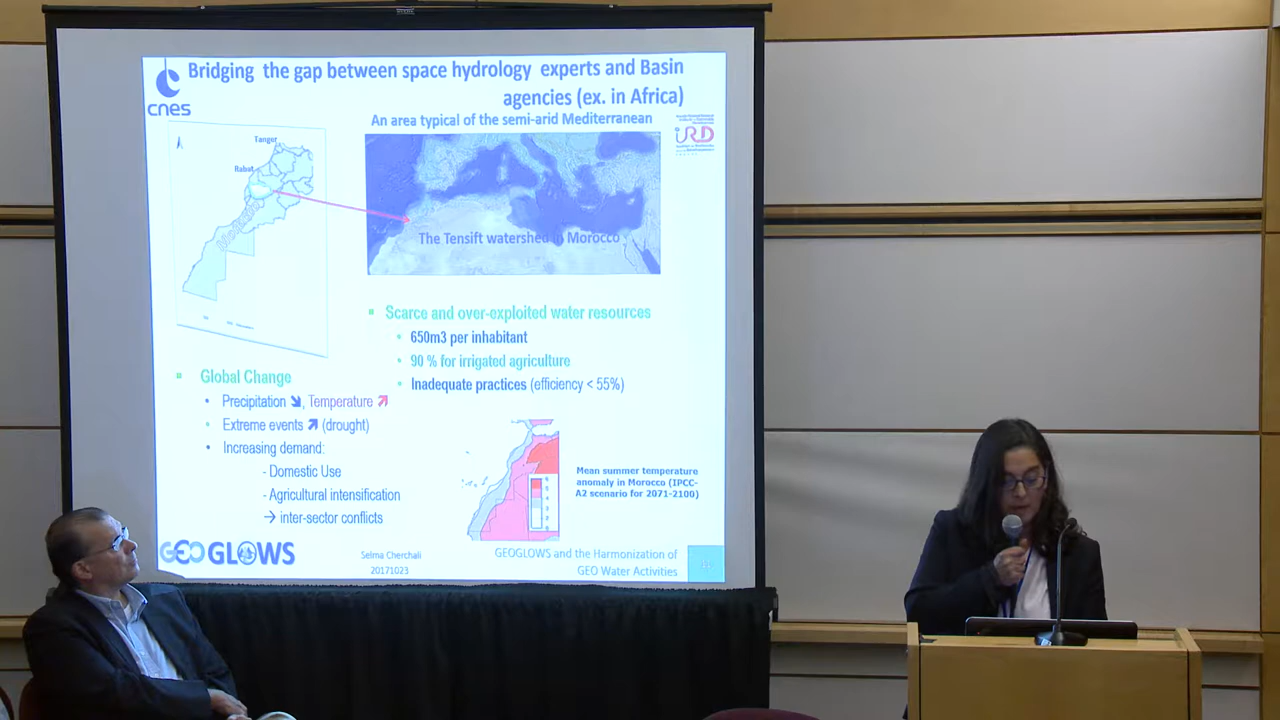 Bridging the gap between space hydrology experts and Basin
agencies (ex. in Africa)
cnes
An area typical of the semi-arid Mediterranean
IRD
Tanger
Rabat
The Tensift watershed in Morocco
Scarce and over-exploited water resources
650m3 per inhabitant
90 % for irrigated agriculture
Inadequate practices (efficiency < 55%)
Global Change
Precipitation ↘, Temperature ↗
Extreme events ↗ (drought)
Increasing demand:
- Domestic Use
- Agricultural intensification
→ inter-sector conflicts
Mean summer temperature
anomaly in Morocco (IPCC-
A2 scenario for 2071-2100)
GEOGLOWS
Selma Cherchali
20171023
GEOGLOWS and the Harmonization of
GEO Water Activities